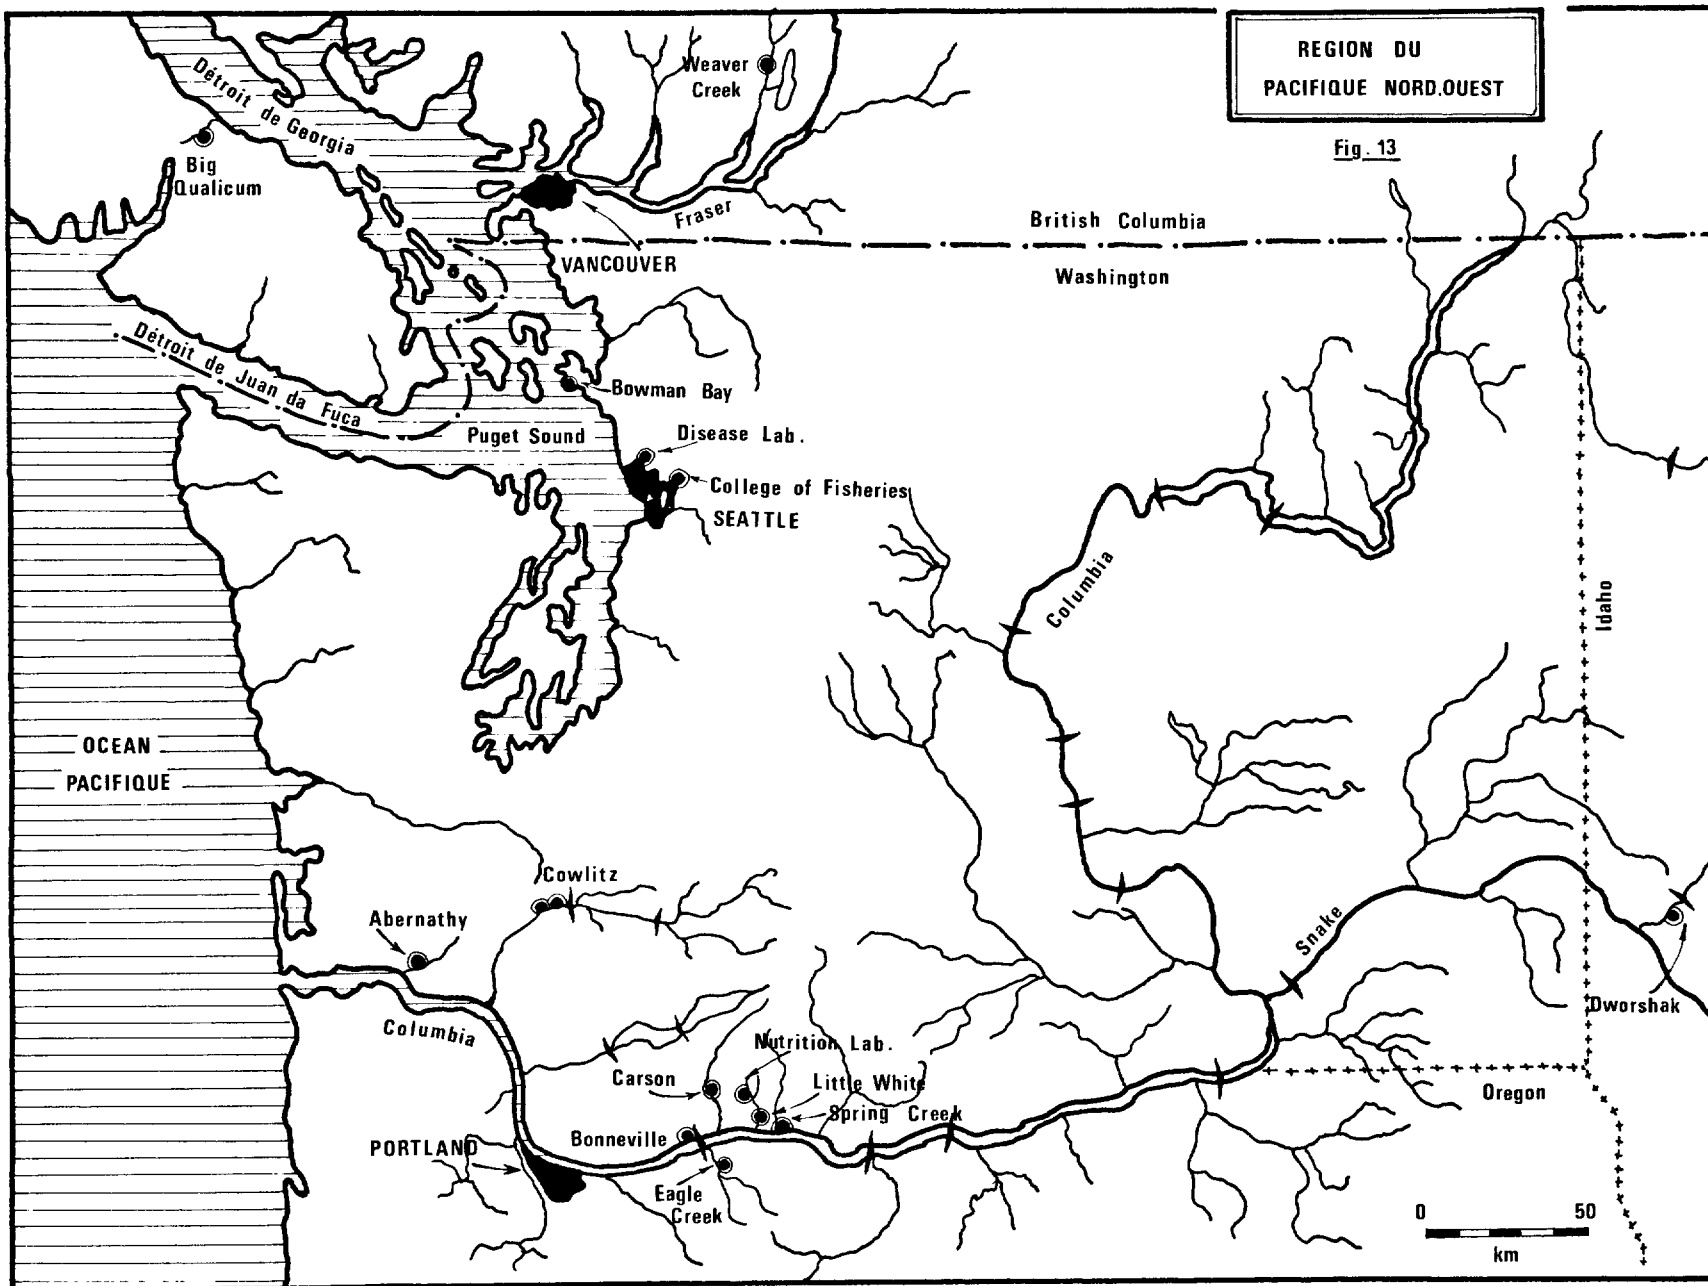 REGION DU
PACIFIQUE NORD.OUEST
Fig. 13
Weaver
Creek
Détroit de Georgia
Big
Qualicum
Fraser
British Columbia
VANCOUVER
Washington
Détroit de Juan da Fuca
Bowman Bay
Puget Sound
Disease Lab.
College of Fisheries
SEATTLE
Columbia
Idaho
OCEAN
PACIFIQUE
Cowlitz
Abernathy
Snake
Dworshak
Columbia
Nutrition Lab.
Carson
Little White
Spring Creek
Oregon
Bonneville
PORTLAND
Eagle
Creek
0 50
km